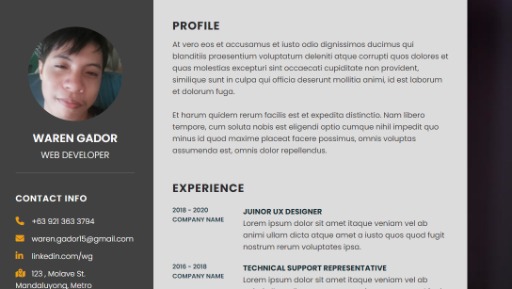 WAREN GADOR
WEB DEVELOPER
CONTACT INFO
+63 921 363 3794
waren.gador15@gmail.com
linkedin.com/wg
123 , Molave St.
Mandaluyong, Metro
PROFILE
At vero eos et accusamus et iusto odio dignissimos ducimus qui
blanditiis praesentium voluptatum deleniti atque corrupti quos dolores et
quas molestias excepturi sint occaecati cupiditate non provident,
similique sunt in culpa qui officia deserunt mollitia animi, id est laborum
et dolorum fuga.
Et harum quidem rerum facilis est et expedita distinctio. Nam libero
tempore, cum soluta nobis est eligendi optio cumque nihil impedit quo
minus id quod maxime placeat facere possimus, omnis voluptas
assumenda est, omnis dolor repellendus.
EXPERIENCE
2018 - 2020
COMPANY NAME
JUINOR UX DESIGNER
Lorem ipsum dolor sit amet itaque veniam vel ab
animi ullam dicta atque amet a iusto quos quod fugit
nostrum rerum voluptates ipsa.
2016 - 2018
COMPANY NAME
TECHNICAL SUPPORT REPRESENTATIVE
Lorem ipsum dolor sit amet itaque veniam vel ab